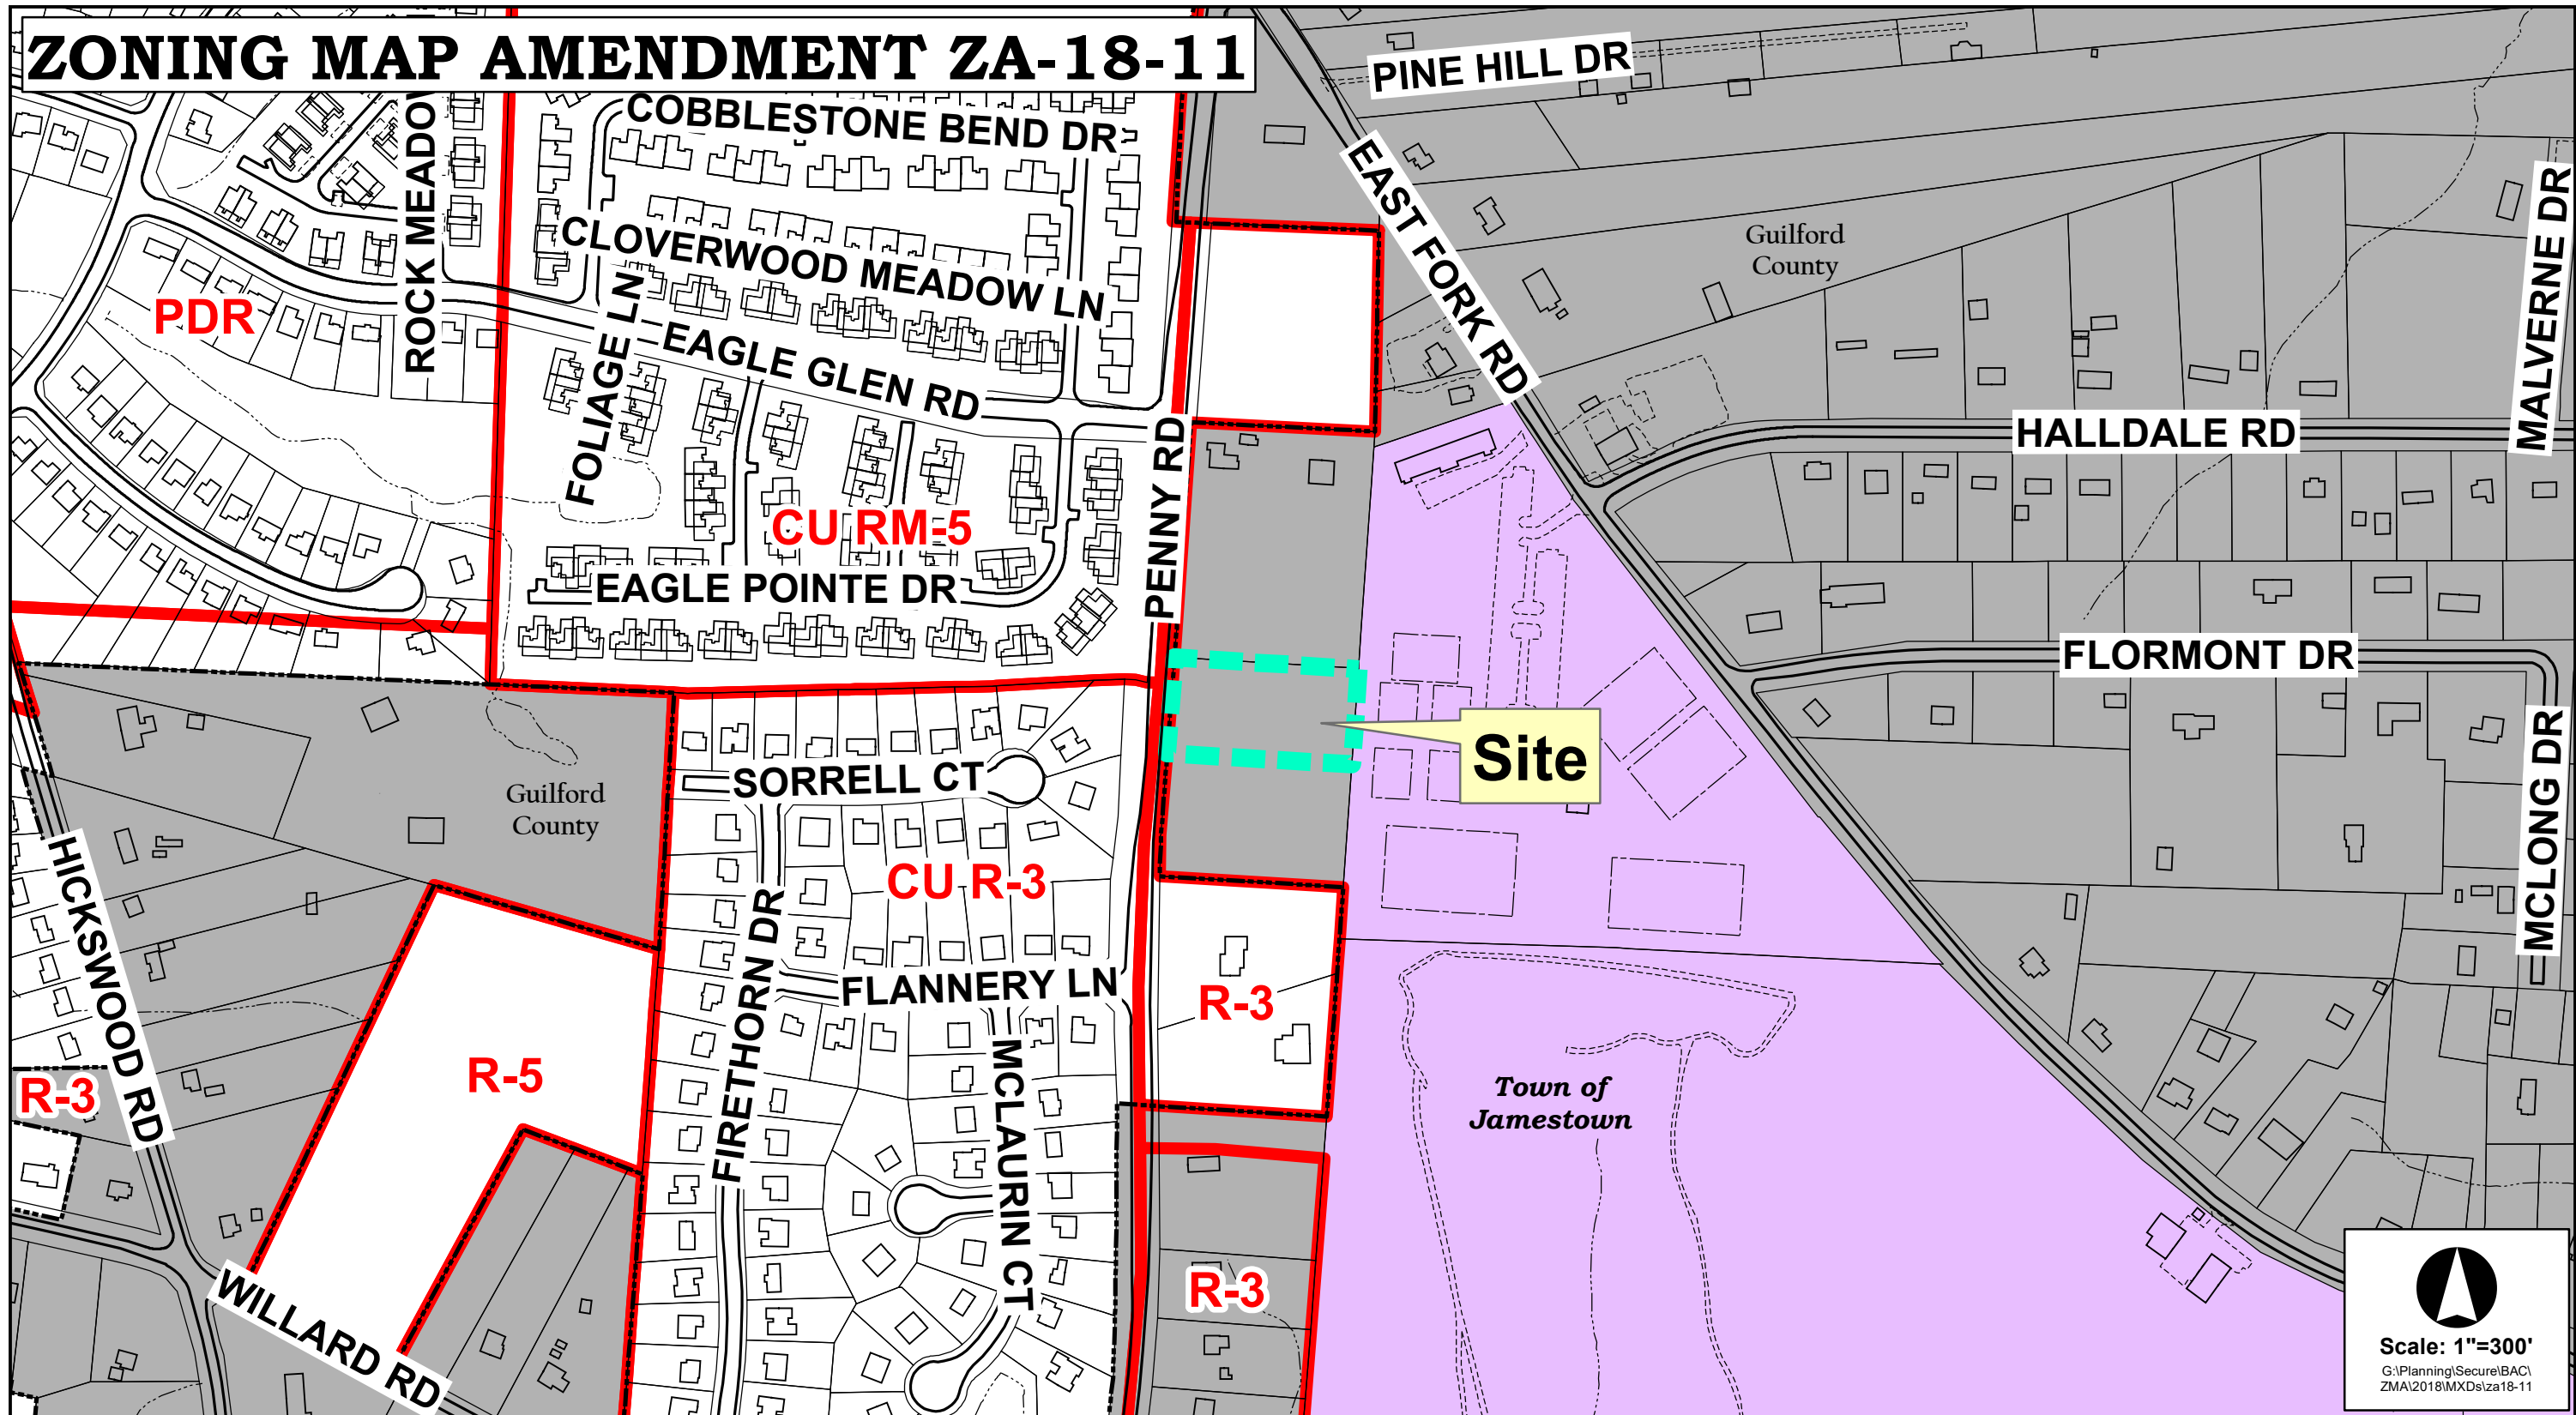 ZONING MAP AMENDMENT ZA-18-11
PINE HILL DR
COBBLESTONE BEND DR
ROCK MEADOW
EAST FORK RD
CLOVERWOOD MEADOW LN
Guilford
County
MALVERNE DR
PDR
FOLIAGE LN
EAGLE GLEN RD
HALLDALE RD
PENNY RD
CU RM-5
EAGLE POINTE DR
FLORMONT DR
Site
SORRELL CT
Guilford
County
MCLONG DR
HICKSWOOD RD
CU R-3
FIRETHORN DR
FLANNERY LN
R-3
R-5
R-3
MCLAURIN CT
Town of
Jamestown
R-3
WILLARD RD
Scale: 1"=300'
G:\Planning\Secure\BAC\
ZMA\2018\MXDs\za18-11